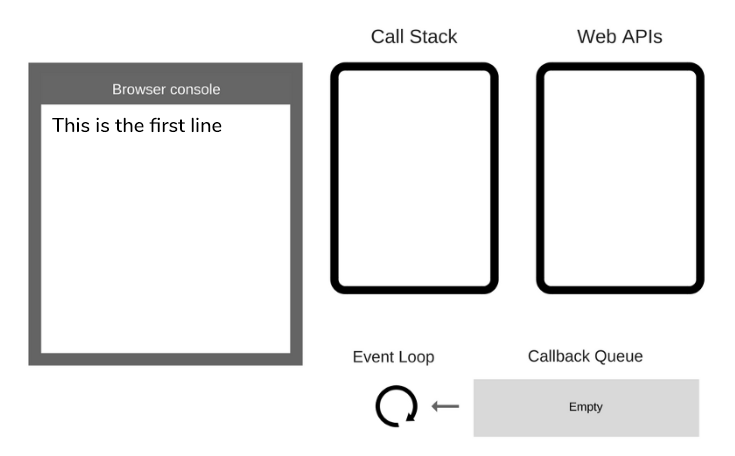 Call Stack
Web APIs
Browser console
This is the first line
Event Loop
Callback Queue
Empty